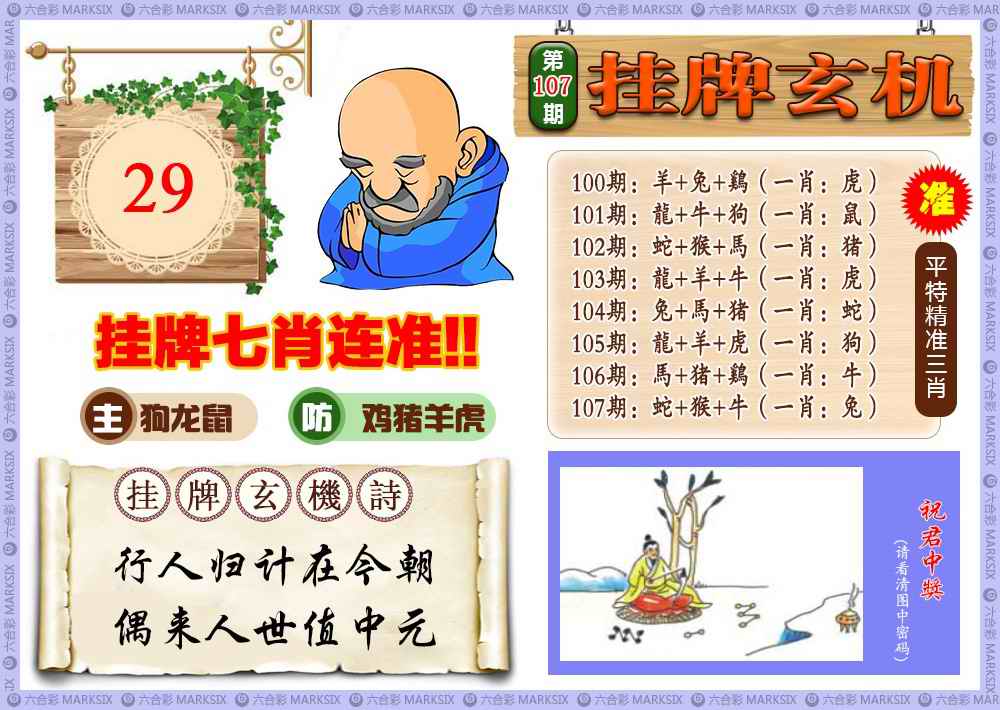 六合彩 MARKSIX
29
挂牌七肖连准!!
主 狗龙鼠
防 鸡猪羊虎
挂牌玄機詩
行人归计在今朝
偶来人世值中元
第107期
挂牌玄机
100期：羊+兔+鷄（一肖：虎）
101期：龍+牛+狗（一肖：鼠）
102期：蛇+猴+馬（一肖：猪）
103期：龍+羊+牛（一肖：虎）
104期：兔+馬+猪（一肖：蛇）
105期：龍+羊+虎（一肖：狗）
106期：馬+猪+鷄（一肖：牛）
107期：蛇+猴+牛（一肖：兔）
准
平特精准三肖
祝君中獎
（请看清图中密码）